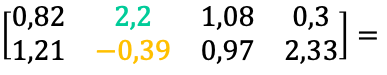 [0,82 2,2 1,08 0,3
1,21 −0,39 0,97 2,33] =